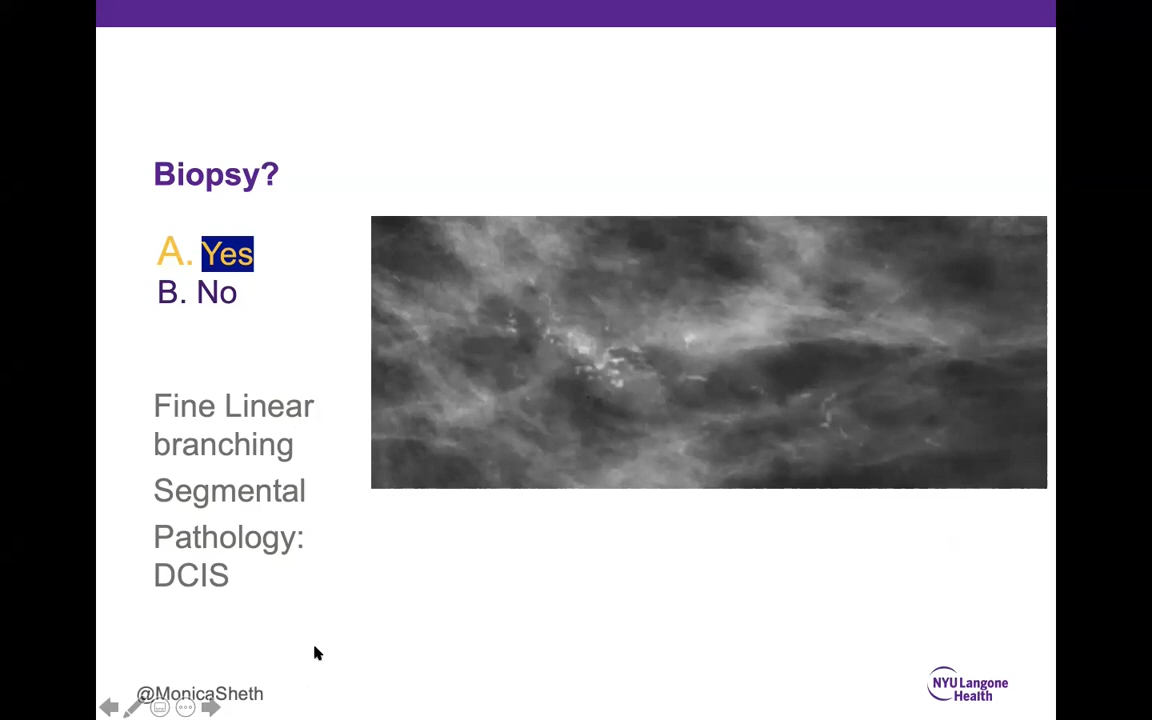 Biopsy?
A. Yes
B. No
Fine Linear
branching
Segmental
Pathology:
DCIS
@MonicaSheth
NYU Langone
Health